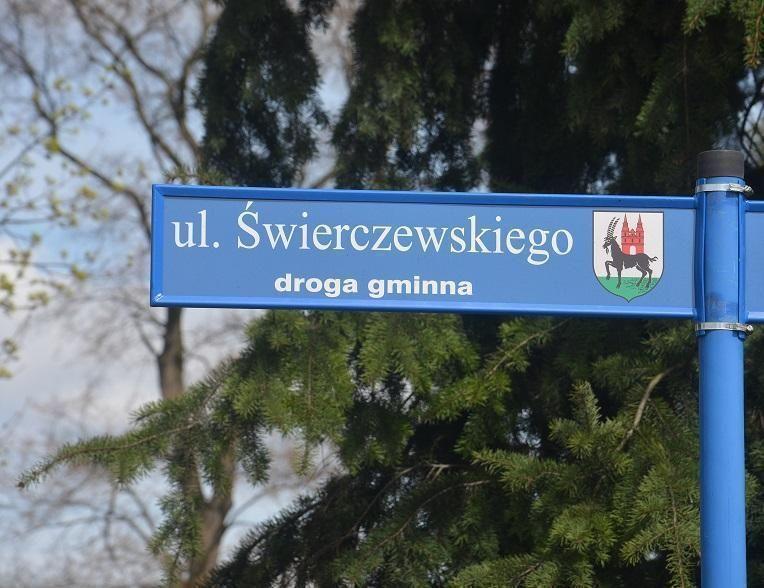 ul. Świerczewskiego
droga gminna